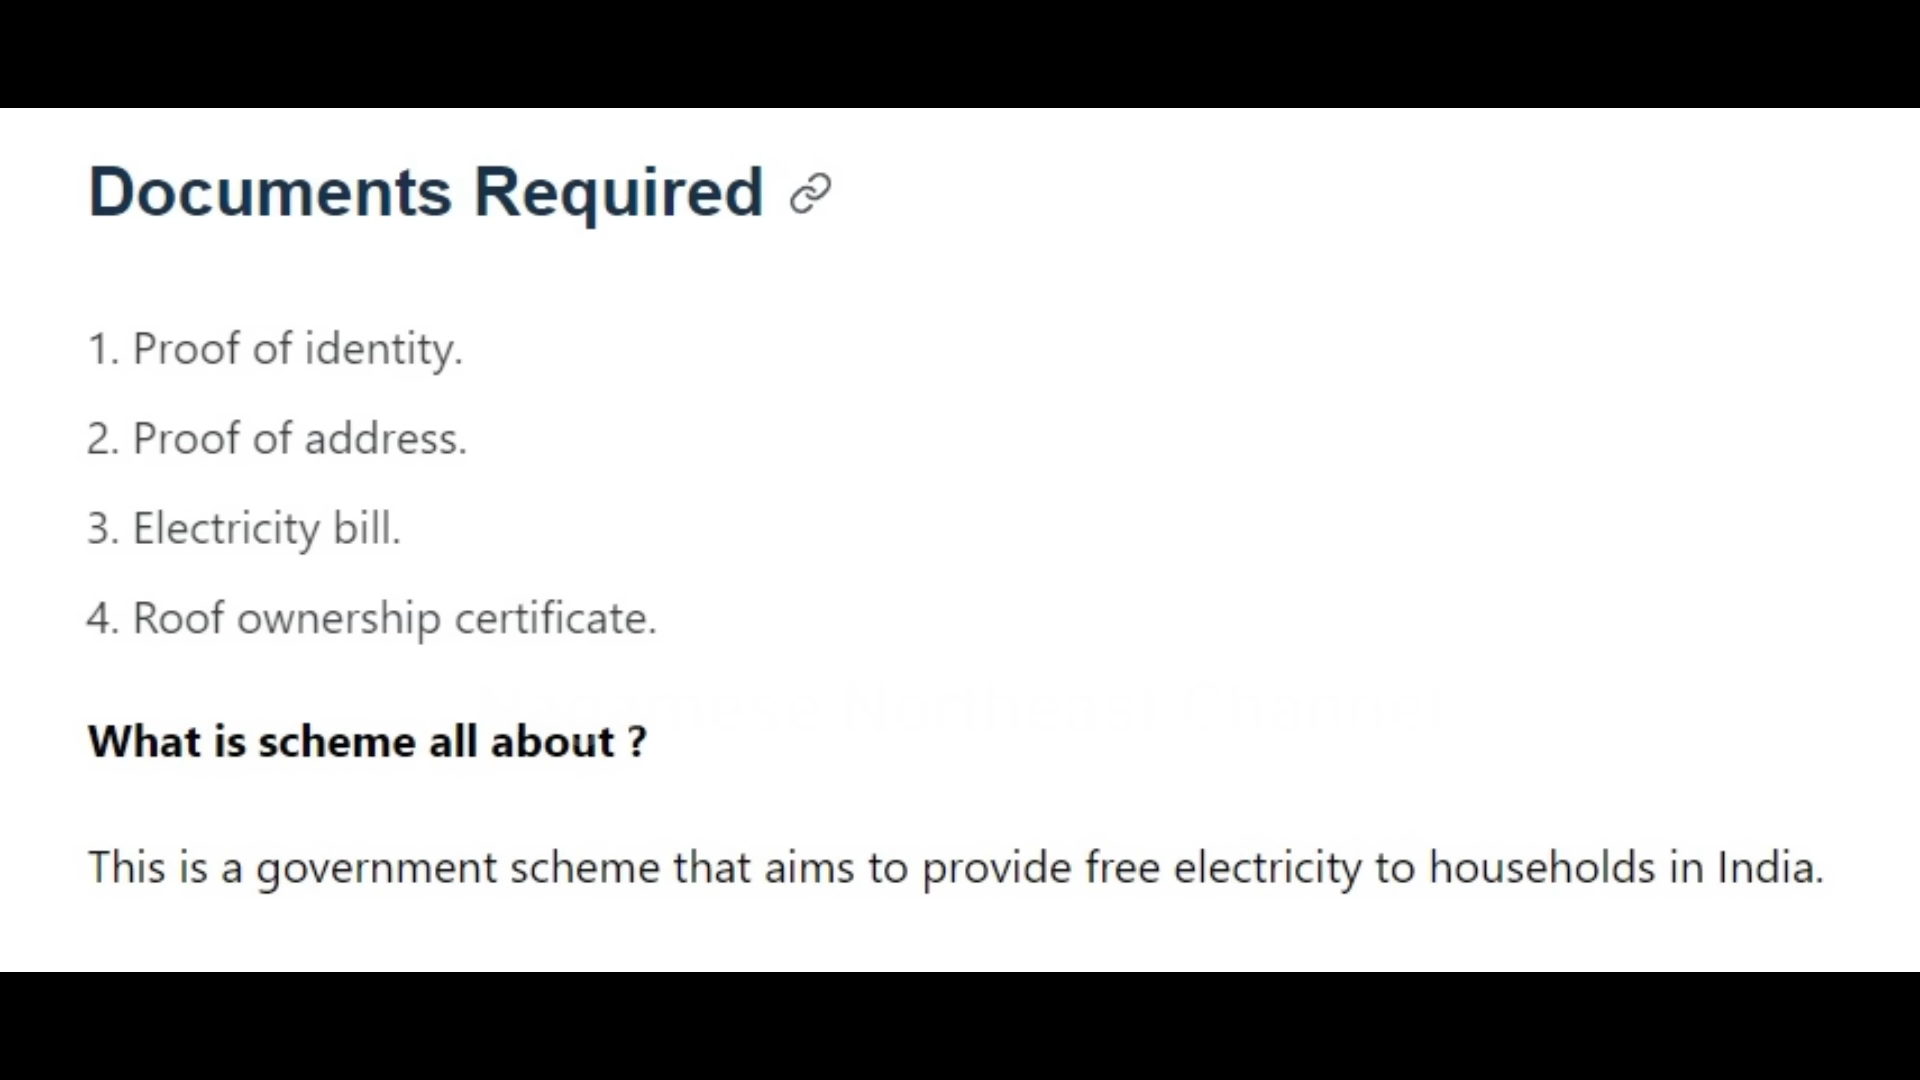 Documents Required
1. Proof of identity.
2. Proof of address.
3. Electricity bill.
4. Roof ownership certificate.
What is scheme all about ?
This is a government scheme that aims to provide free electricity to households in India.